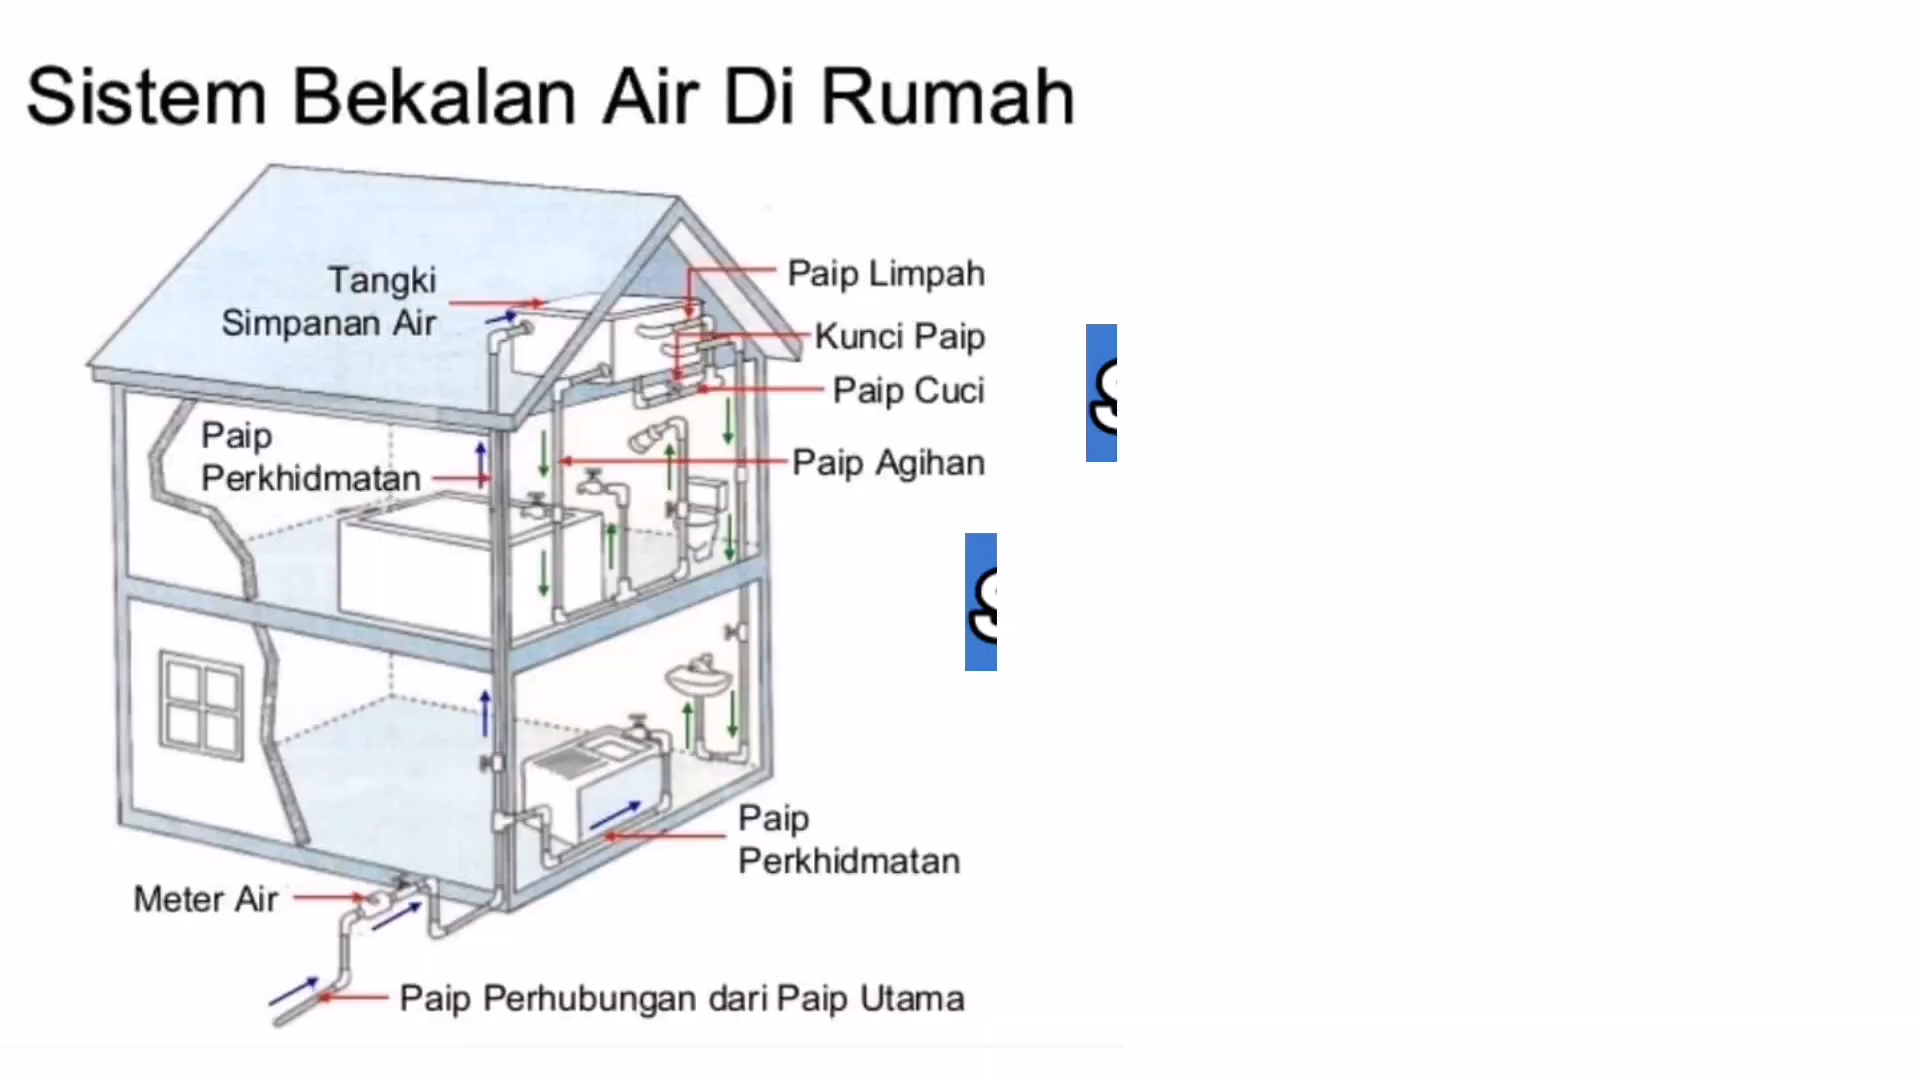 Sistem Bekalan Air Di Rumah
Tangki
Simpanan Air
Paip Limpah
Kunci Paip
Paip Cuci
Paip
Perkhidmatan
Paip Agihan
Paip
Perkhidmatan
Meter Air
Paip Perhubungan dari Paip Utama